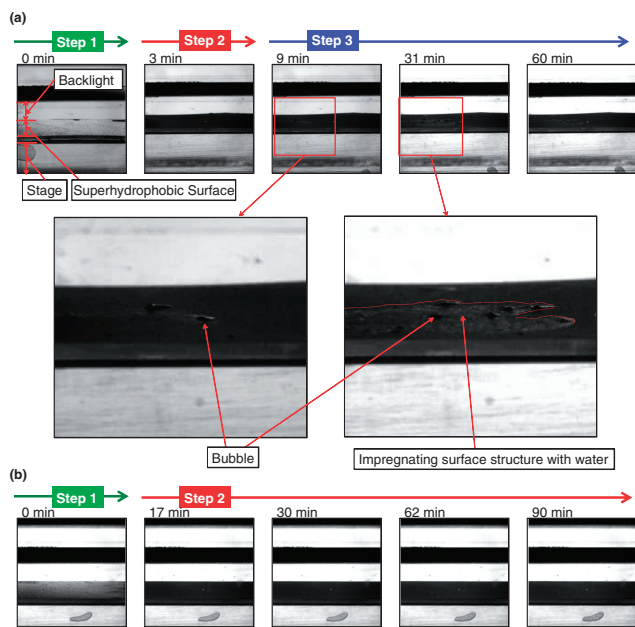 (a)
Step 1
Step 2
Step 3
0 min
3 min
9 min
31 min
60 min
Backlight
Stage
Superhydrophobic Surface
Bubble
Impregnating surface structure with water
(b)
Step 1
Step 2
0 min
17 min
30 min
62 min
90 min